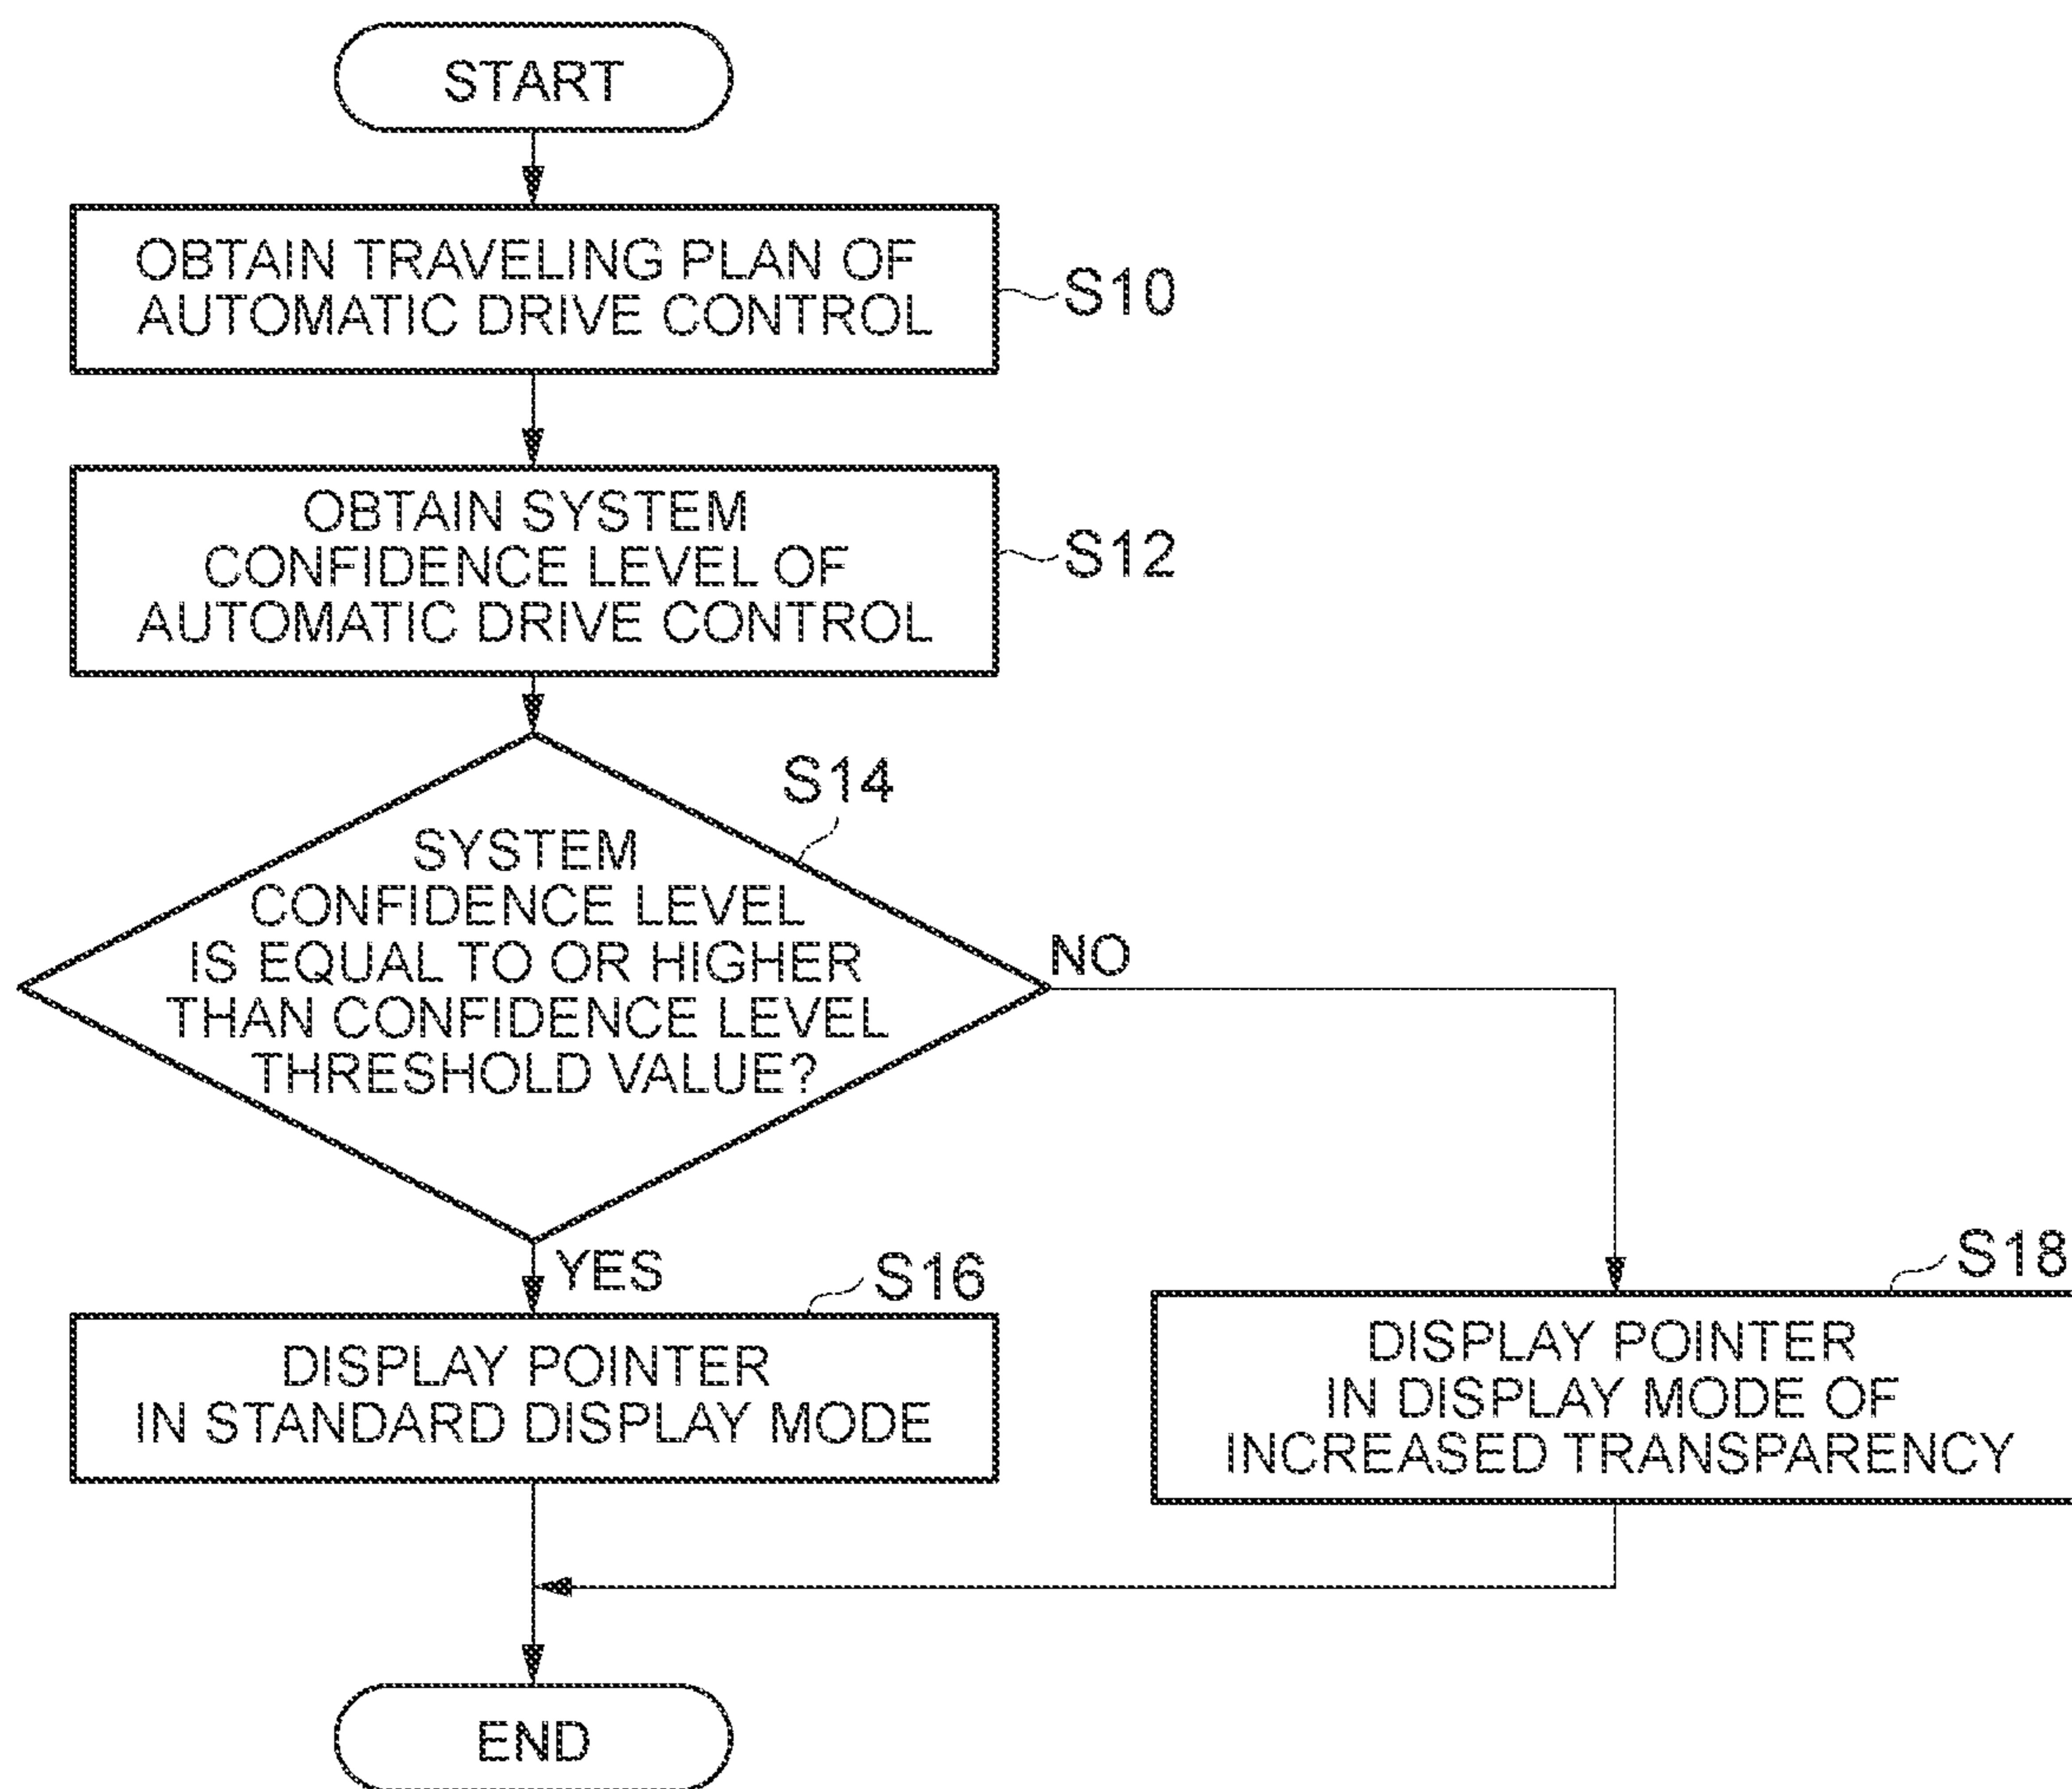 START
OBTAIN TRAVELING PLAN OF
AUTOMATIC DRIVE CONTROL
S10
OBTAIN SYSTEM
CONFIDENCE LEVEL OF
AUTOMATIC DRIVE CONTROL
S12
S14
SYSTEM
CONFIDENCE LEVEL
IS EQUAL TO OR HIGHER
THAN CONFIDENCE LEVEL
THRESHOLD VALUE?
NO
YES
S16
DISPLAY POINTER
IN STANDARD DISPLAY MODE
S18
DISPLAY POINTER
IN DISPLAY MODE OF
INCREASED TRANSPARENCY
END